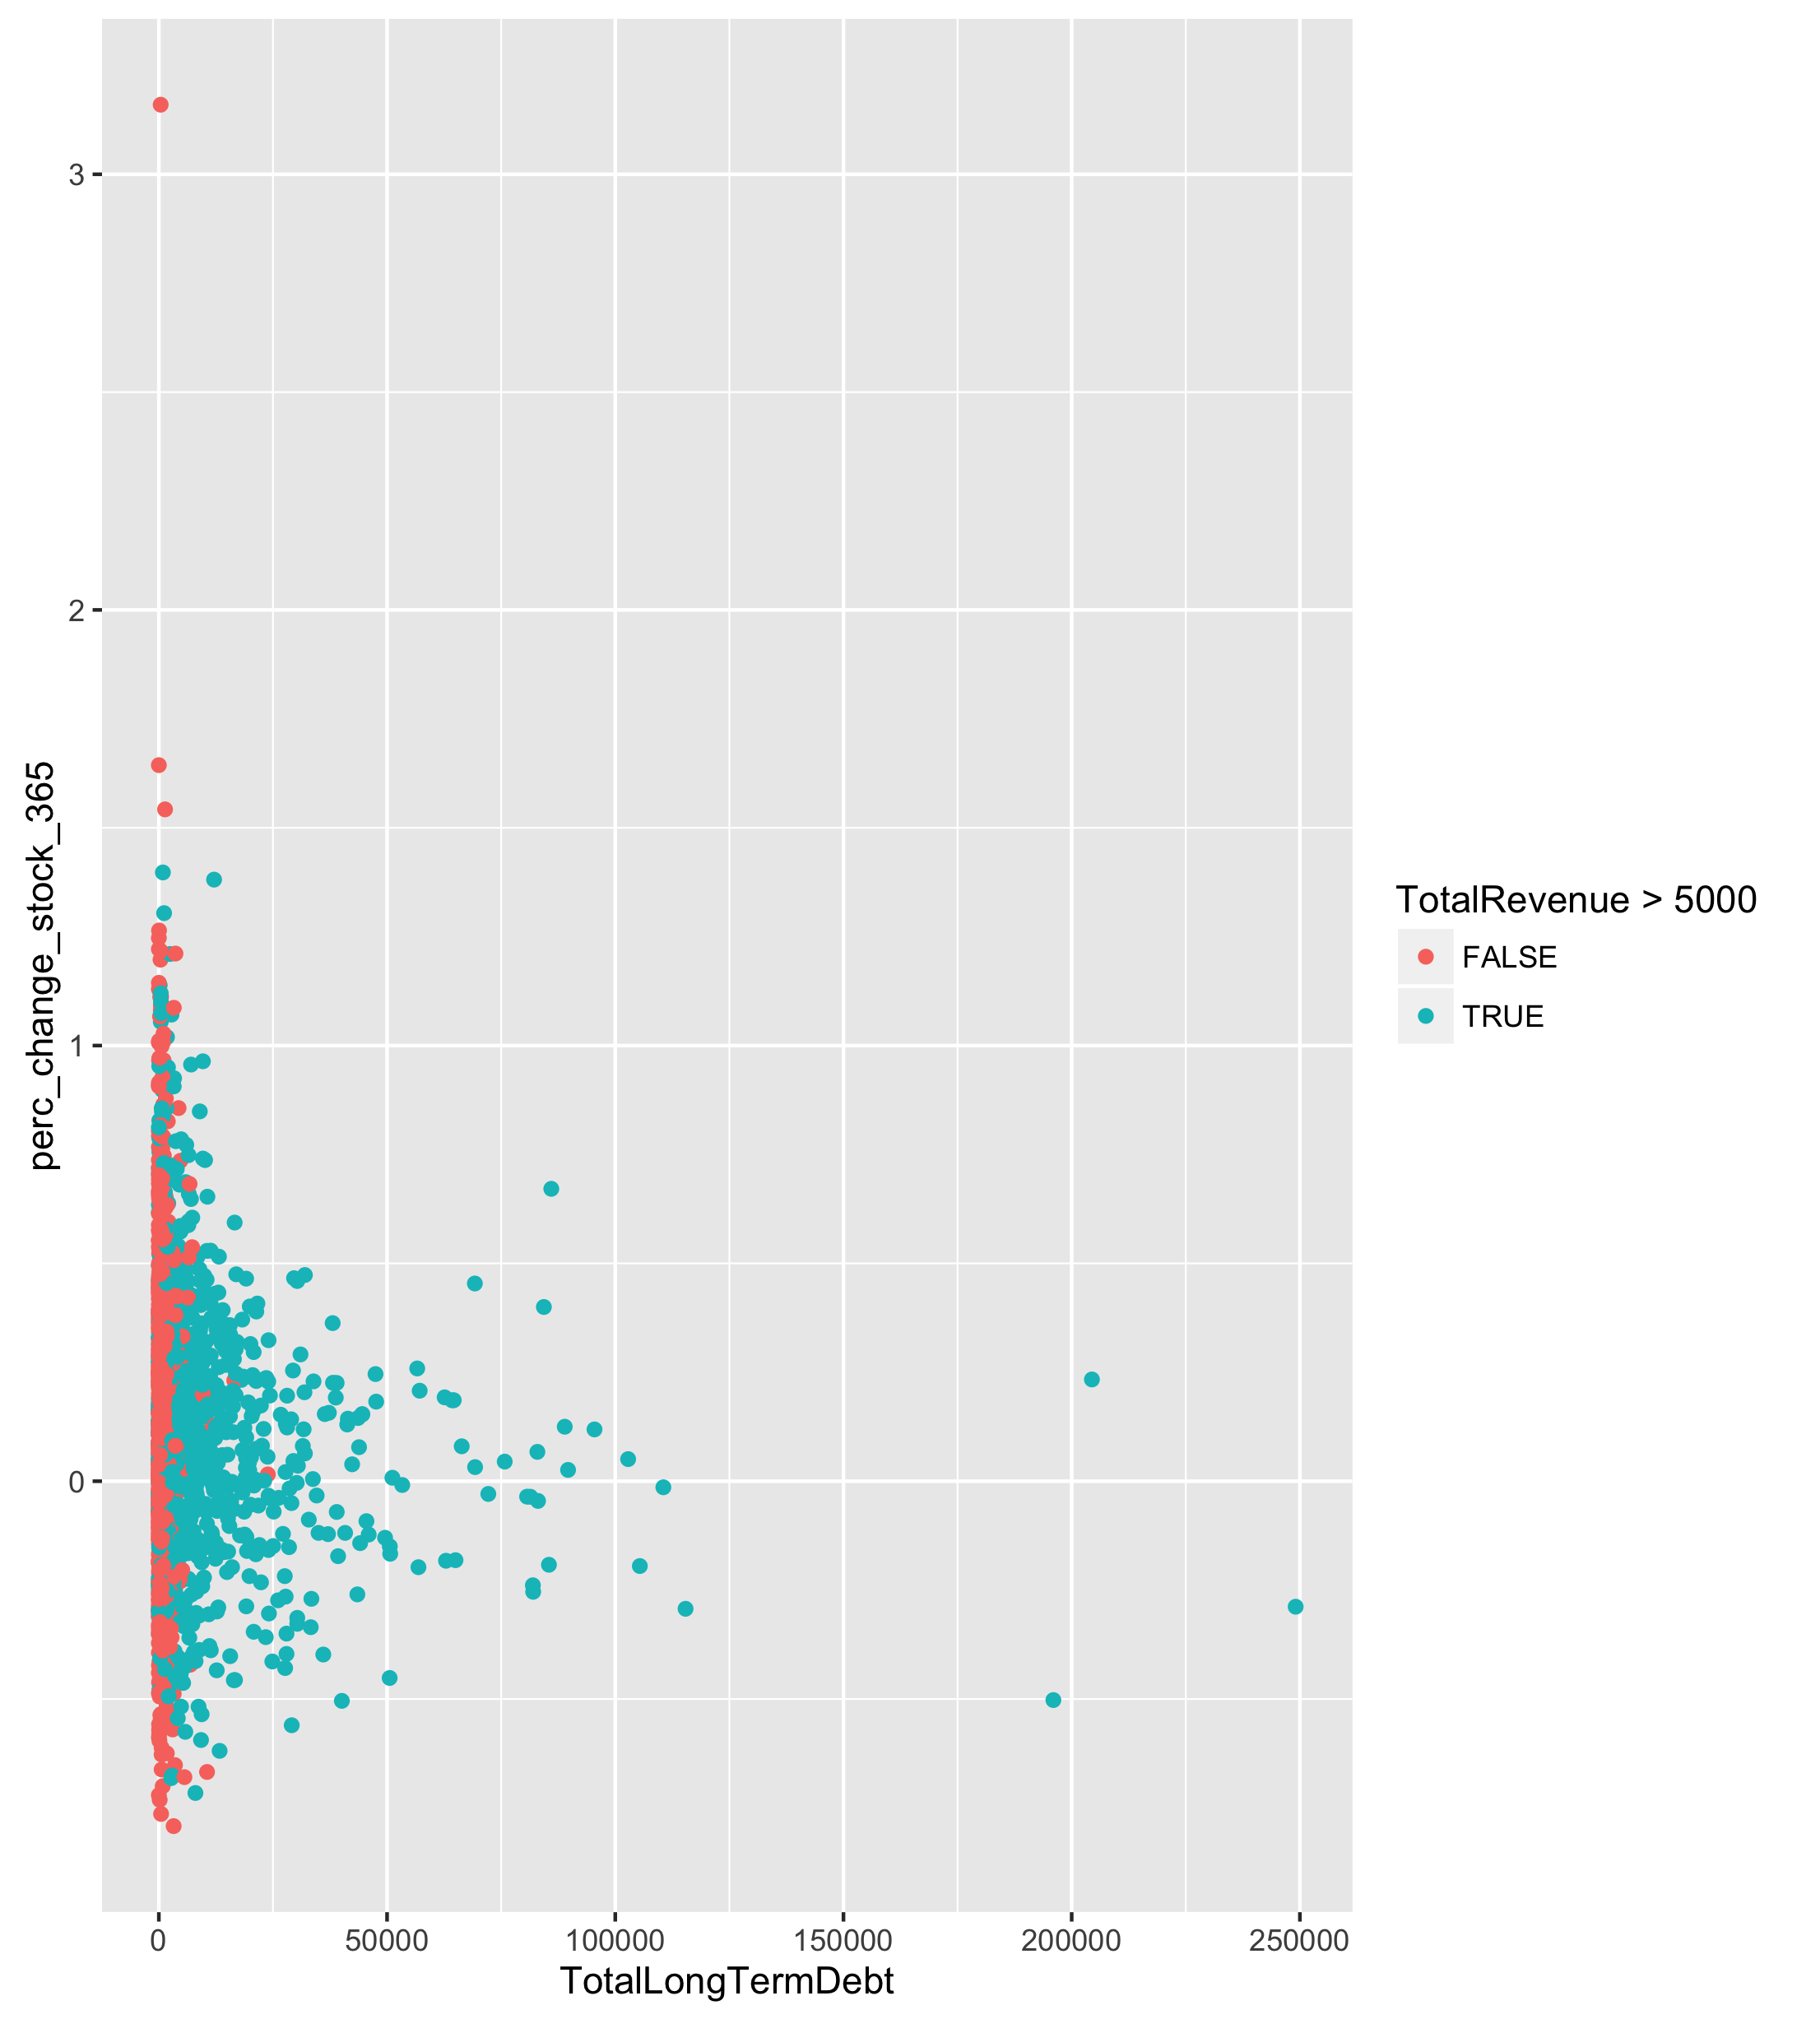 3
2
1
0
perc_change_stock_365
0 50000 100000 150000 200000 250000
TotalLongTermDebt
TotalRevenue > 5000
FALSE
TRUE